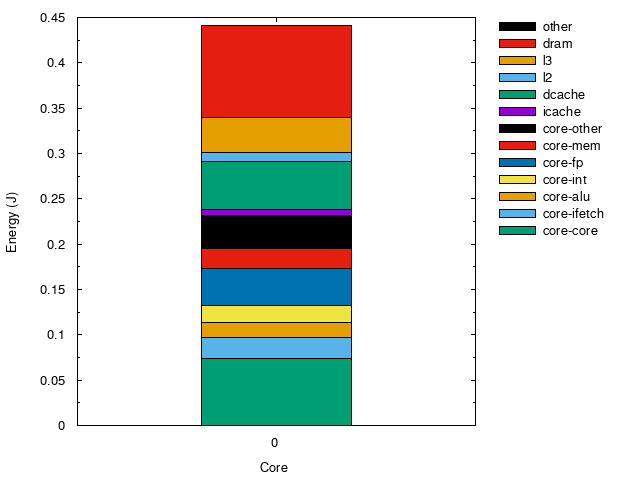 0.45
0.4
0.35
0.3
0.25
0.2
0.15
0.1
0.05
0
Energy (J)
0
Core
other
dram
l3
l2
dcache
icache
core-other
core-mem
core-fp
core-int
core-alu
core-ifetch
core-core